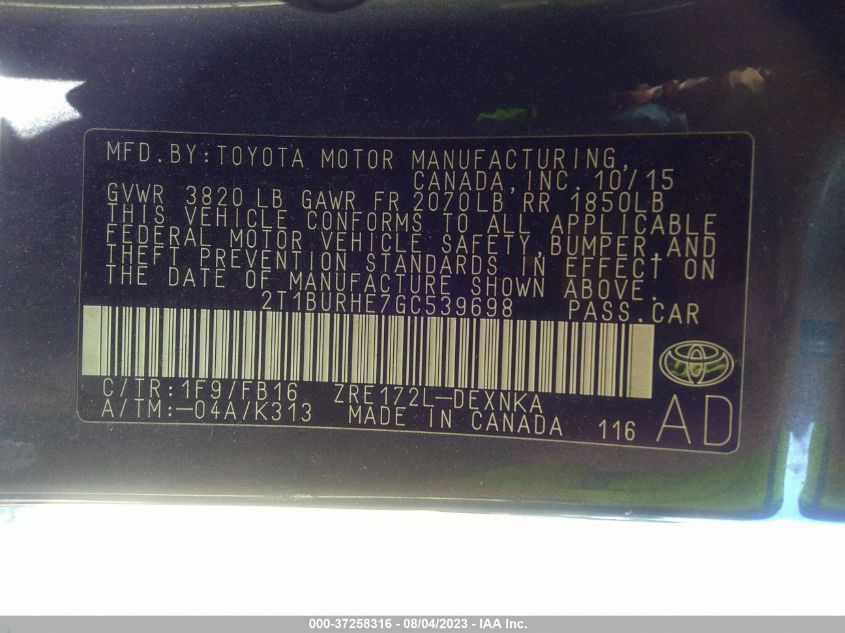 MFD.BY:TOYOTA MOTOR MANUFACTURING,
CANADA,INC. 10/15
GVWR 3820 LB GAWR FR 2070LB RR 1850LB
THIS VEHICLE CONFORMS TO ALL APPLICABLE
FEDERAL MOTOR VEHICLE SAFETY,BUMPER,AND
THEFT PREVENTION STANDARDS IN EFFECT ON
THE DATE OF MANUFACTURE SHOWN ABOVE.
2T1BURHE7GC539698 PASS.CAR
C/TR:1F9/FB16 ZRE172L-DEXNKA
A/TM:-04A/K313 MADE IN CANADA 116 AD
000-37258316 - 08/04/2023 - IAA Inc.